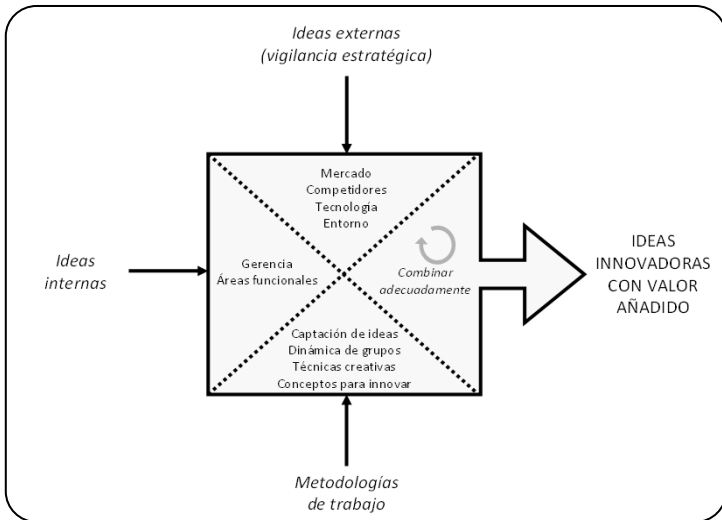 Ideas externas
(vigilancia estratégica)
Mercado
Competidores
Tecnología
Entorno
Ideas
internas
Gerencia
Áreas funcionales
Combinar
adecuadamente
IDEAS
INNOVADORAS
CON VALOR
AÑADIDO
Captación de ideas
Dinámica de grupos
Técnicas creativas
Conceptos para innovar
Metodologías
de trabajo